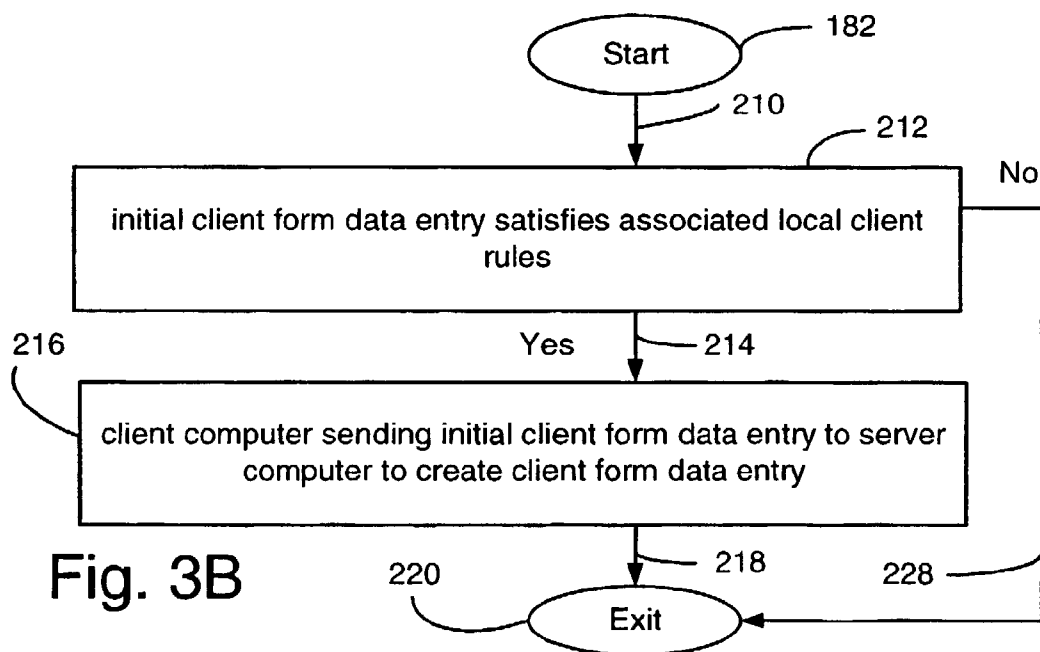 Start
182
210
212
No
initial client form data entry satisfies associated local client
rules
216
Yes
214
client computer sending initial client form data entry to server
computer to create client form data entry
Fig. 3B
218
220
228
Exit